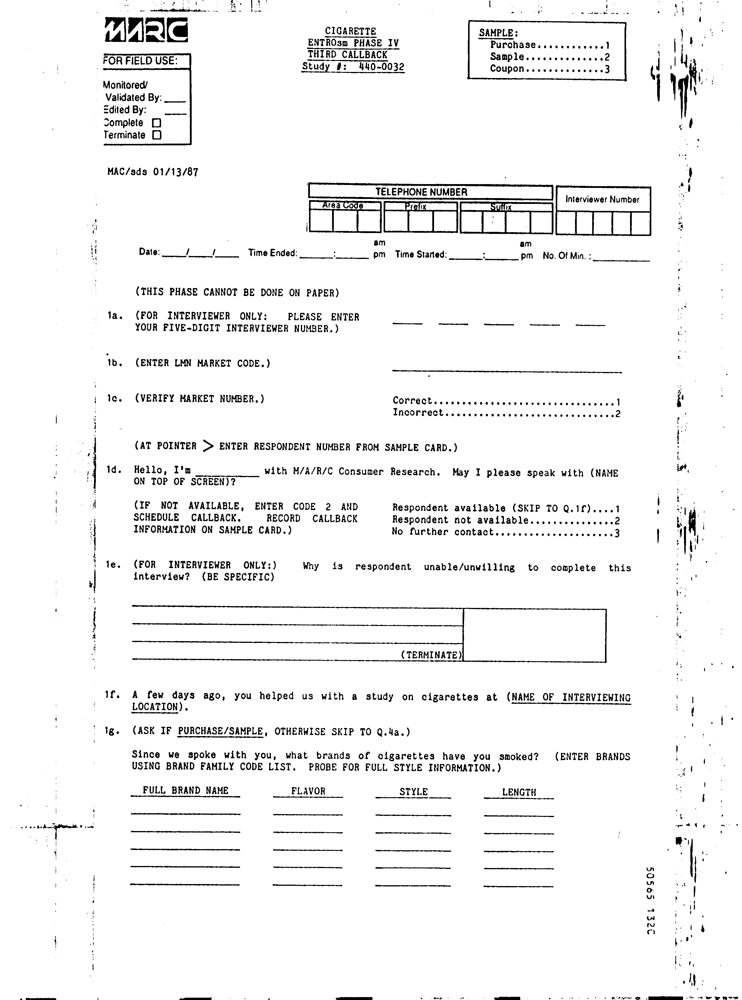 MARC
CIGARETTE
ENTROsm PHASE IV
THIRD CALLBACK
Study #: 440-0032
SAMPLE:
Purchase............1
Sample..............2
Coupon..............3
FOR FIELD USE:
Monitored/
Validated By: ____
Edited By: ____
Complete ☐
Terminate ☐
MAC/sds 01/13/87
TELEPHONE NUMBER
Interviewer Number
Area Code Prefix Suffix
am am
Date: ____/____/____ Time Ended: ______:______ pm Time Started: ______:______ pm No. Of Min. : __________
(THIS PHASE CANNOT BE DONE ON PAPER)
1a. (FOR INTERVIEWER ONLY: PLEASE ENTER
YOUR FIVE-DIGIT INTERVIEWER NUMBER.)
1b. (ENTER LMN MARKET CODE.)
1c. (VERIFY MARKET NUMBER.)
Correct...............................1
Incorrect.............................2
(AT POINTER > ENTER RESPONDENT NUMBER FROM SAMPLE CARD.)
1d. Hello, I'm __________ with M/A/R/C Consumer Research. May I please speak with (NAME
ON TOP OF SCREEN)?
(IF NOT AVAILABLE, ENTER CODE 2 AND
SCHEDULE CALLBACK. RECORD CALLBACK
INFORMATION ON SAMPLE CARD.)
Respondent available (SKIP TO Q.1f)....1
Respondent not available...............2
No further contact.....................3
1e. (FOR INTERVIEWER ONLY:) Why is respondent unable/unwilling to complete this
interview? (BE SPECIFIC)
(TERMINATE)
1f. A few days ago, you helped us with a study on cigarettes at (NAME OF INTERVIEWING
LOCATION).
1g. (ASK IF PURCHASE/SAMPLE, OTHERWISE SKIP TO Q.4a.)
Since we spoke with you, what brands of cigarettes have you smoked? (ENTER BRANDS
USING BRAND FAMILY CODE LIST. PROBE FOR FULL STYLE INFORMATION.)
FULL BRAND NAME FLAVOR STYLE LENGTH
50565 132C